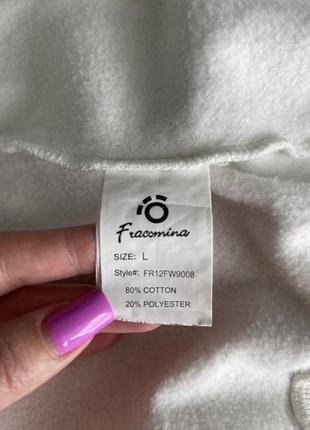 Fracomina
SIZE: L
Style#: FR12FW9008
80% COTTON
20% POLYESTER